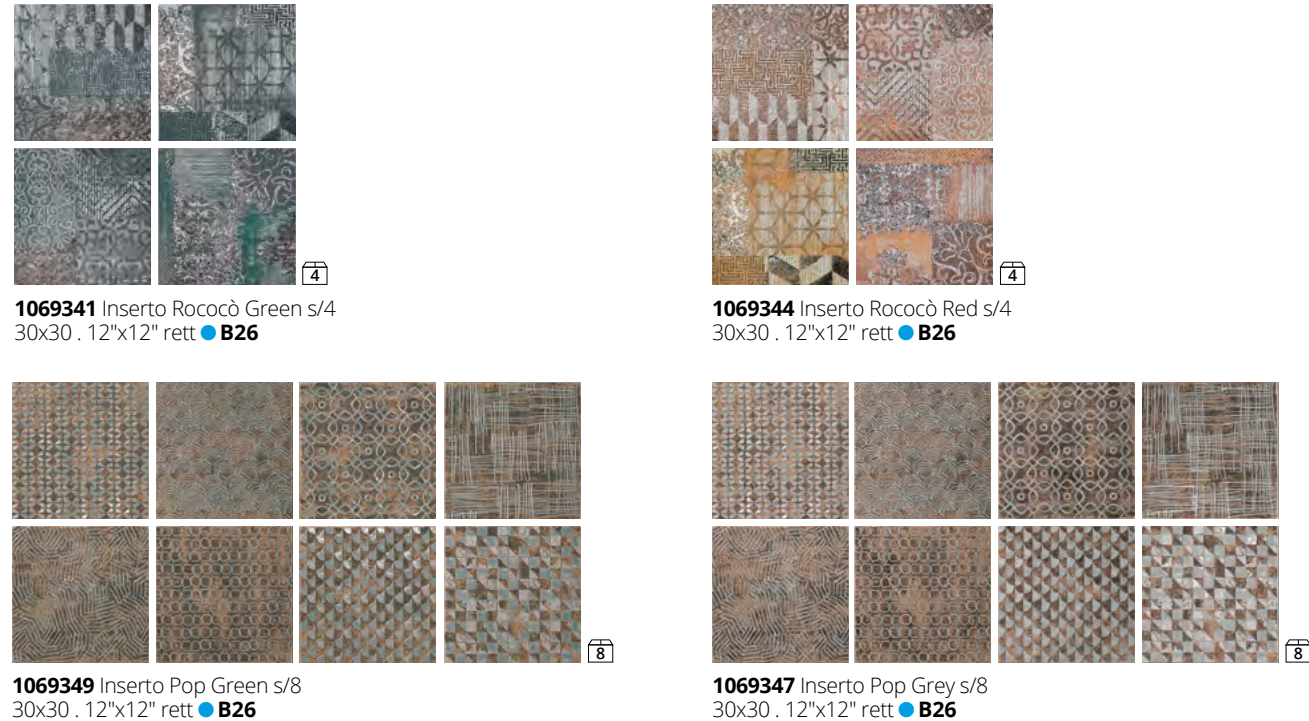 4
1069341 Inserto Rococò Green s/4
30x30 . 12"x12" rett B26
4
1069344 Inserto Rococò Red s/4
30x30 . 12"x12" rett B26
8
1069349 Inserto Pop Green s/8
30x30 . 12"x12" rett B26
8
1069347 Inserto Pop Grey s/8
30x30 . 12"x12" rett B26